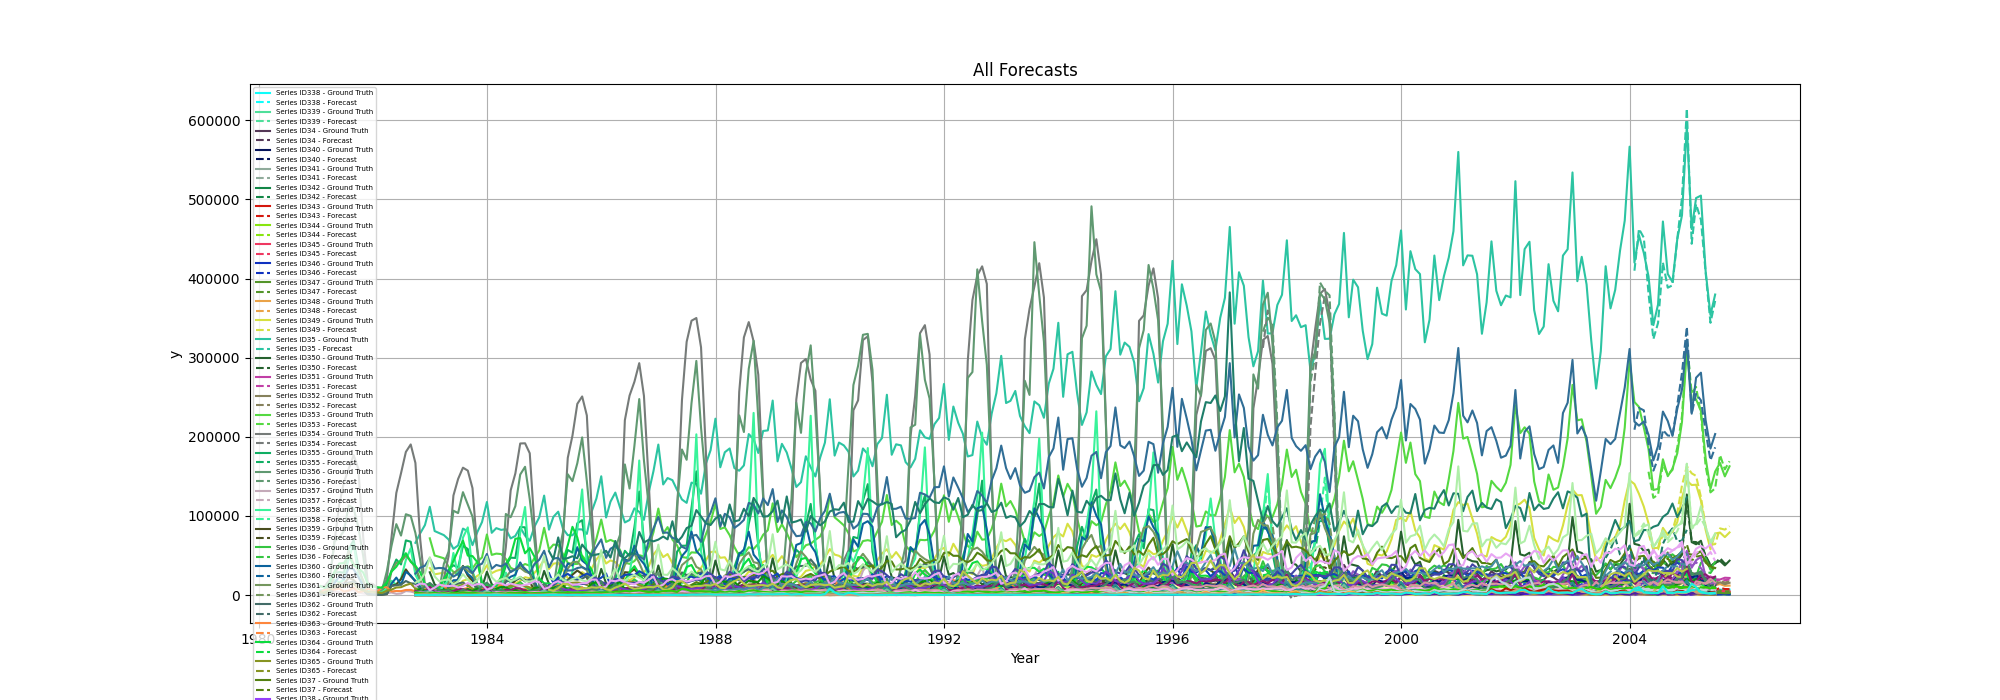 All Forecasts
600000
500000
400000
300000
200000
100000
0
y
1984
1988
1992
1996
2000
2004
Year
Series ID338 - Ground Truth
Series ID338 - Forecast
Series ID339 - Ground Truth
Series ID339 - Forecast
Series ID34 - Ground Truth
Series ID34 - Forecast
Series ID340 - Ground Truth
Series ID340 - Forecast
Series ID341 - Ground Truth
Series ID341 - Forecast
Series ID342 - Ground Truth
Series ID342 - Forecast
Series ID343 - Ground Truth
Series ID343 - Forecast
Series ID344 - Ground Truth
Series ID344 - Forecast
Series ID345 - Ground Truth
Series ID345 - Forecast
Series ID346 - Ground Truth
Series ID346 - Forecast
Series ID347 - Ground Truth
Series ID347 - Forecast
Series ID348 - Ground Truth
Series ID348 - Forecast
Series ID349 - Ground Truth
Series ID349 - Forecast
Series ID35 - Ground Truth
Series ID35 - Forecast
Series ID350 - Ground Truth
Series ID350 - Forecast
Series ID351 - Ground Truth
Series ID351 - Forecast
Series ID352 - Ground Truth
Series ID352 - Forecast
Series ID353 - Ground Truth
Series ID353 - Forecast
Series ID354 - Ground Truth
Series ID354 - Forecast
Series ID355 - Ground Truth
Series ID355 - Forecast
Series ID356 - Ground Truth
Series ID356 - Forecast
Series ID357 - Ground Truth
Series ID357 - Forecast
Series ID358 - Ground Truth
Series ID358 - Forecast
Series ID359 - Ground Truth
Series ID359 - Forecast
Series ID36 - Ground Truth
Series ID36 - Forecast
Series ID360 - Ground Truth
Series ID360 - Forecast
Series ID361 - Ground Truth
Series ID361 - Forecast
Series ID362 - Ground Truth
Series ID362 - Forecast
Series ID363 - Ground Truth
Series ID363 - Forecast
Series ID364 - Ground Truth
Series ID364 - Forecast
Series ID365 - Ground Truth
Series ID365 - Forecast
Series ID37 - Ground Truth
Series ID37 - Forecast
Series ID38 - Ground Truth